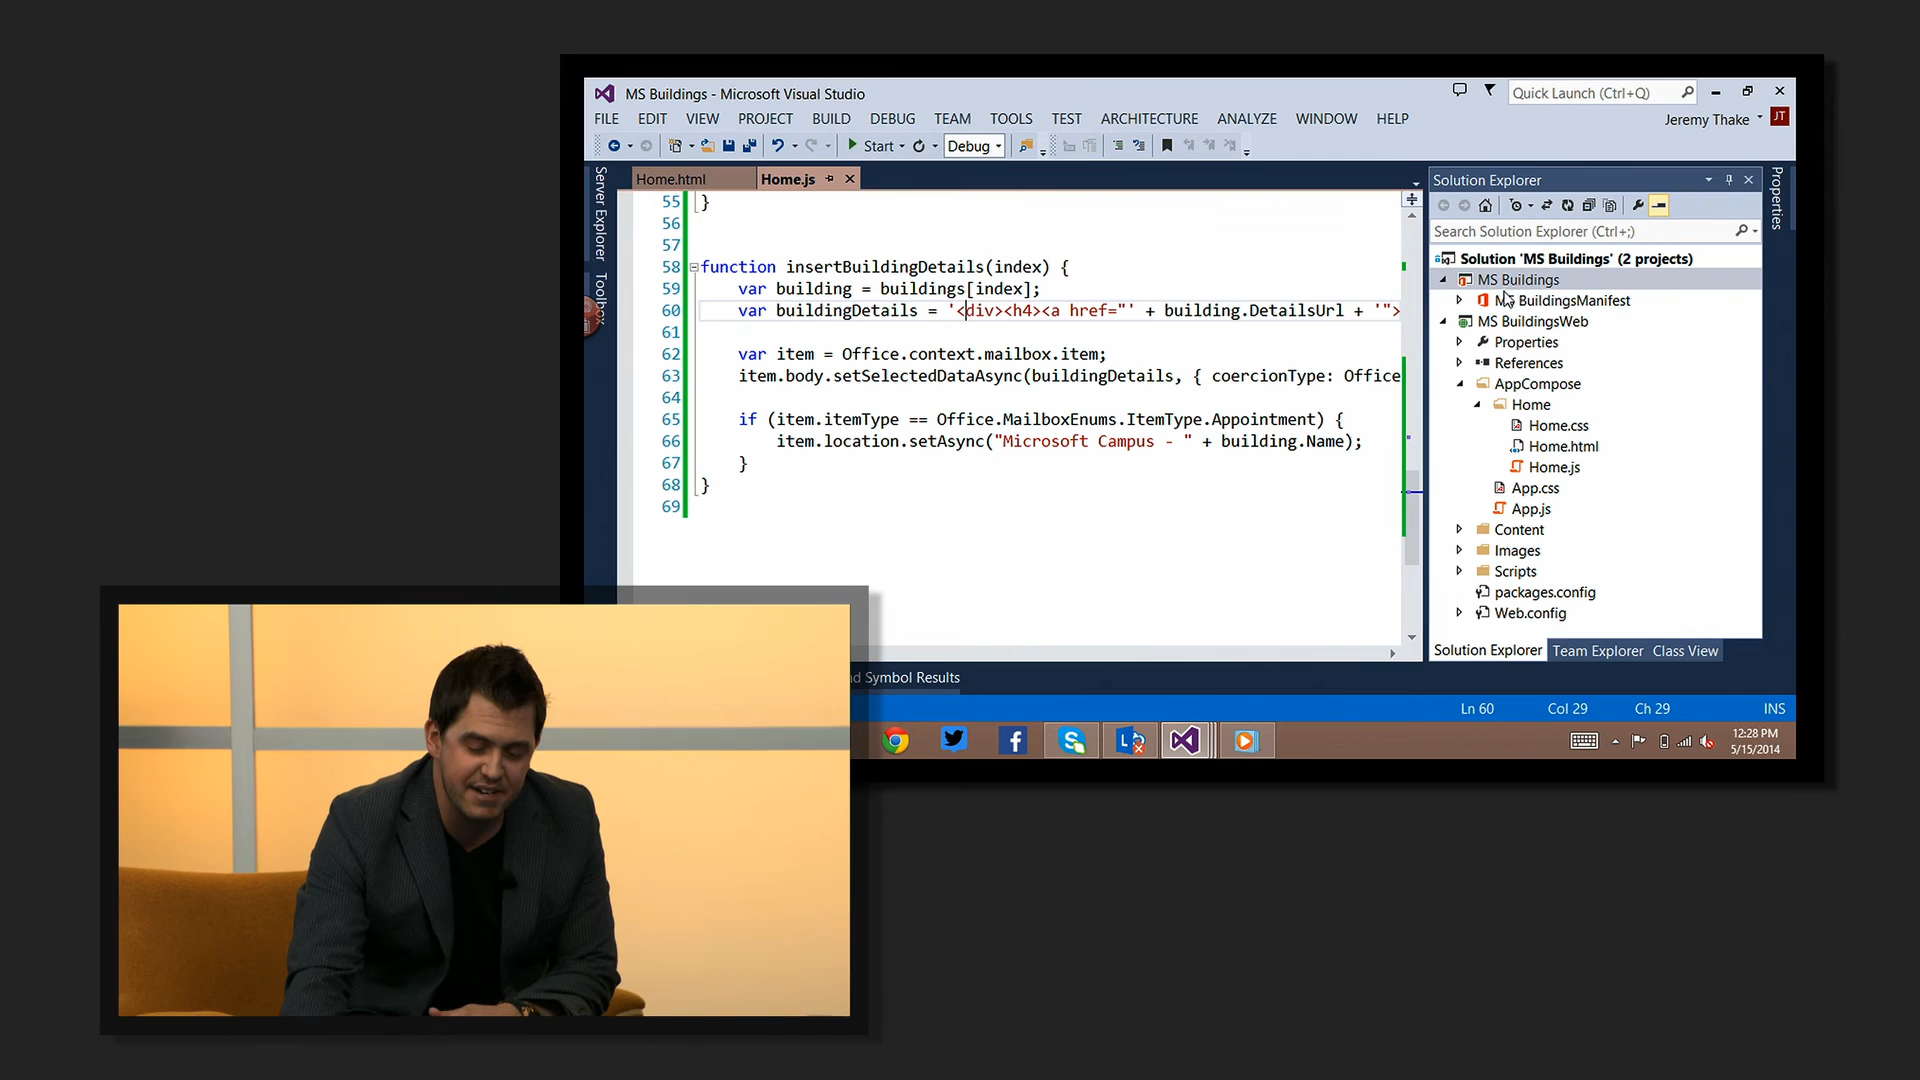 MS Buildings - Microsoft Visual Studio
Quick Launch (Ctrl+Q)
FILE EDIT VIEW PROJECT BUILD DEBUG TEAM TOOLS TEST ARCHITECTURE ANALYZE WINDOW HELP
Jeremy Thake JT
Start Debug
Server Explorer
Toolbox
Home.html Home.js
55 }
56
57
58 function insertBuildingDetails(index) {
59 var building = buildings[index];
60 var buildingDetails = '<div><h4><a href="' + building.DetailsUrl + '">
61
62 var item = Office.context.mailbox.item;
63 item.body.setSelectedDataAsync(buildingDetails, { coercionType: Office
64
65 if (item.itemType == Office.MailboxEnums.ItemType.Appointment) {
66 item.location.setAsync("Microsoft Campus - " + building.Name);
67 }
68 }
69
Solution Explorer
Properties
Search Solution Explorer (Ctrl+;)
Solution 'MS Buildings' (2 projects)
MS Buildings
MS BuildingsManifest
MS BuildingsWeb
Properties
References
AppCompose
Home
Home.css
Home.html
Home.js
App.css
App.js
Content
Images
Scripts
packages.config
Web.config
Solution Explorer Team Explorer Class View
nd Symbol Results
Ln 60 Col 29 Ch 29 INS
12:28 PM
5/15/2014